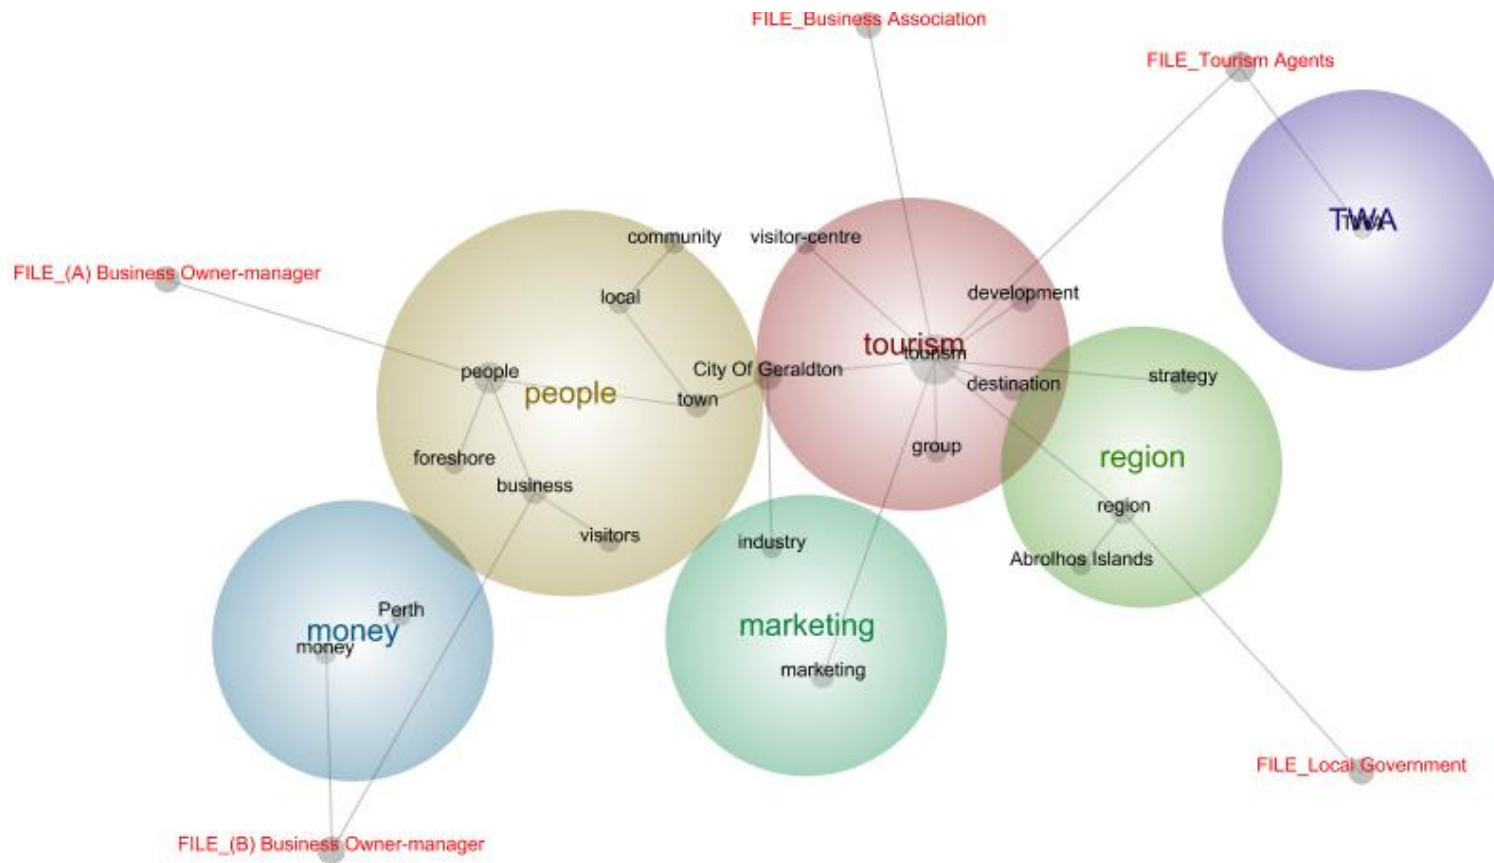 FILE_Business Association
FILE_Tourism Agents
TWA
community
visitor-centre
FILE_(A) Business Owner-manager
development
local
tourism
tourism
people
City Of Geraldton
destination
strategy
people
town
group
foreshore
region
business
region
visitors
industry
Abrolhos Islands
Perth
marketing
money
money
marketing
FILE_Local Government
FILE_(B) Business Owner-manager